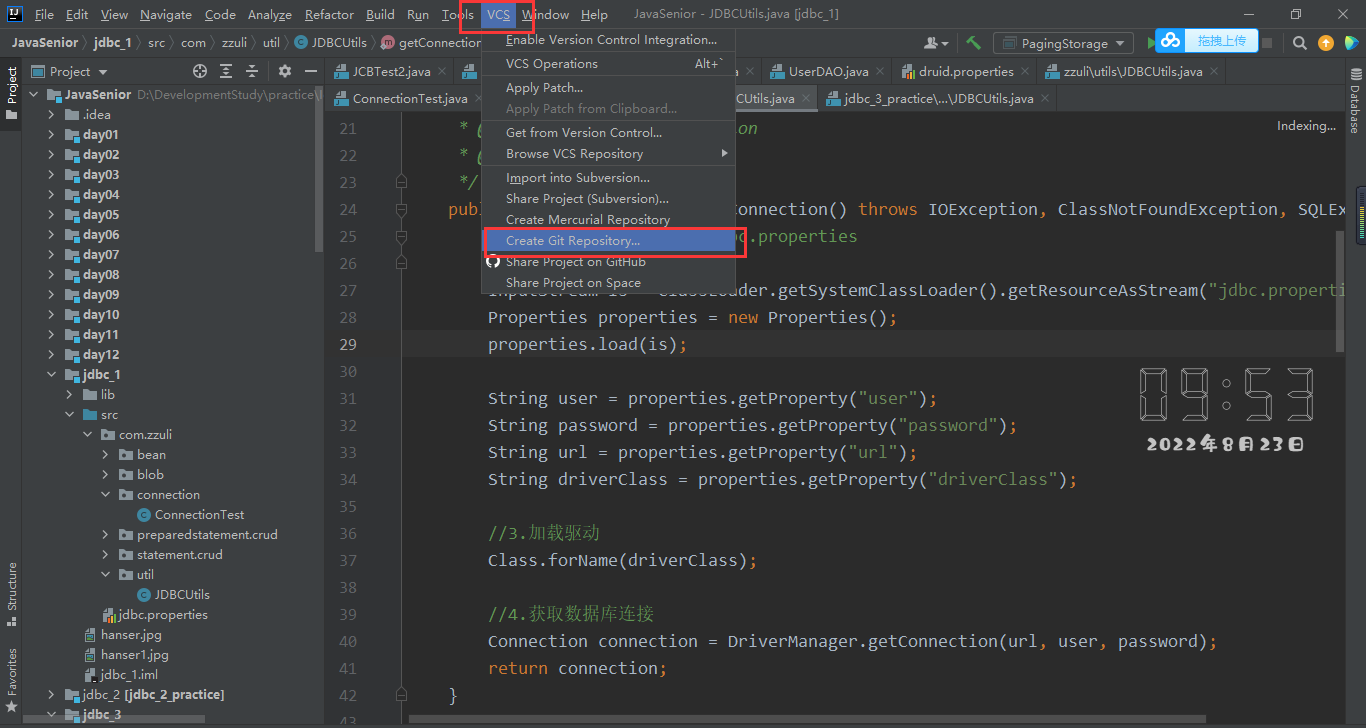 File Edit View Navigate Code Analyze Refactor Build Run Tools VCS Window Help JavaSenior - JDBCUtils.java [jdbc_1]
JavaSenior jdbc_1 src com zzuli util JDBCUtils getConnection PagingStorage 拖拽上传
Project JCBTest2.java UserDAO.java druid.properties zzuli\utils\JDBCUtils.java
ConnectionTest.java CUtils.java jdbc_3_practice\...\JDBCUtils.java
Enable Version Control Integration...
VCS Operations Alt+`
Apply Patch...
Apply Patch from Clipboard...
Get from Version Control...
Browse VCS Repository
Import into Subversion...
Share Project (Subversion)...
Create Mercurial Repository
Create Git Repository...
Share Project on GitHub
Share Project on Space
Project
Structure
Favorites
Database
JavaSenior D:\DevelopmentStudy\practice\
.idea
day01
day02
day03
day04
day05
day06
day07
day08
day09
day10
day11
day12
jdbc_1
lib
src
com.zzuli
bean
blob
connection
ConnectionTest
preparedstatement.crud
statement.crud
util
JDBCUtils
jdbc.properties
hanser.jpg
hanser1.jpg
jdbc_1.iml
jdbc_2 [jdbc_2_practice]
jdbc_3
Indexing...
21 * on
22 *
23 */
24 pub onnection() throws IOException, ClassNotFoundException, SQLEx
25 c.properties
26
27 InputStream is = ClassLoader.getSystemClassLoader().getResourceAsStream("jdbc.properti
28 Properties properties = new Properties();
29 properties.load(is);
30
31 String user = properties.getProperty("user");
32 String password = properties.getProperty("password");
33 String url = properties.getProperty("url");
34 String driverClass = properties.getProperty("driverClass");
35
36 //3.加载驱动
37 Class.forName(driverClass);
38
39 //4.获取数据库连接
40 Connection connection = DriverManager.getConnection(url, user, password);
41 return connection;
42 }
43
09:53
2022年8月23日